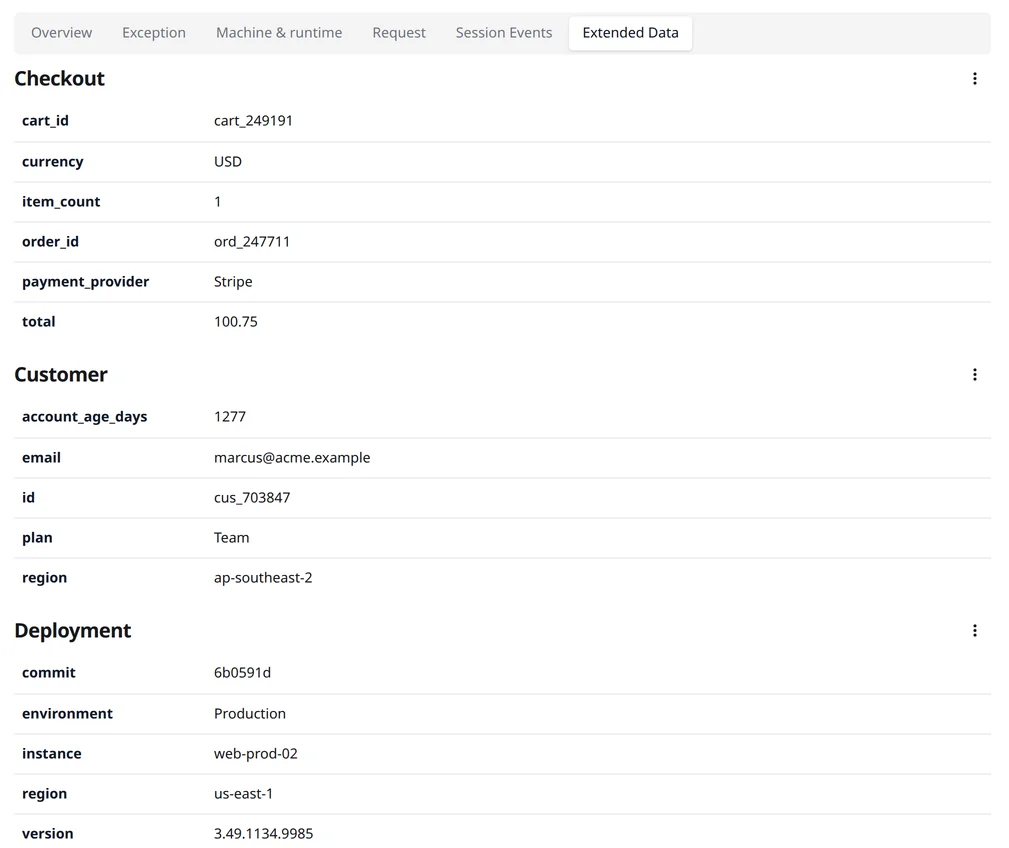 Overview Exception Machine & runtime Request Session Events Extended Data
Checkout
cart_id cart_249191
currency USD
item_count 1
order_id ord_247711
payment_provider Stripe
total 100.75
Customer
account_age_days 1277
email marcus@acme.example
id cus_703847
plan Team
region ap-southeast-2
Deployment
commit 6b0591d
environment Production
instance web-prod-02
region us-east-1
version 3.49.1134.9985